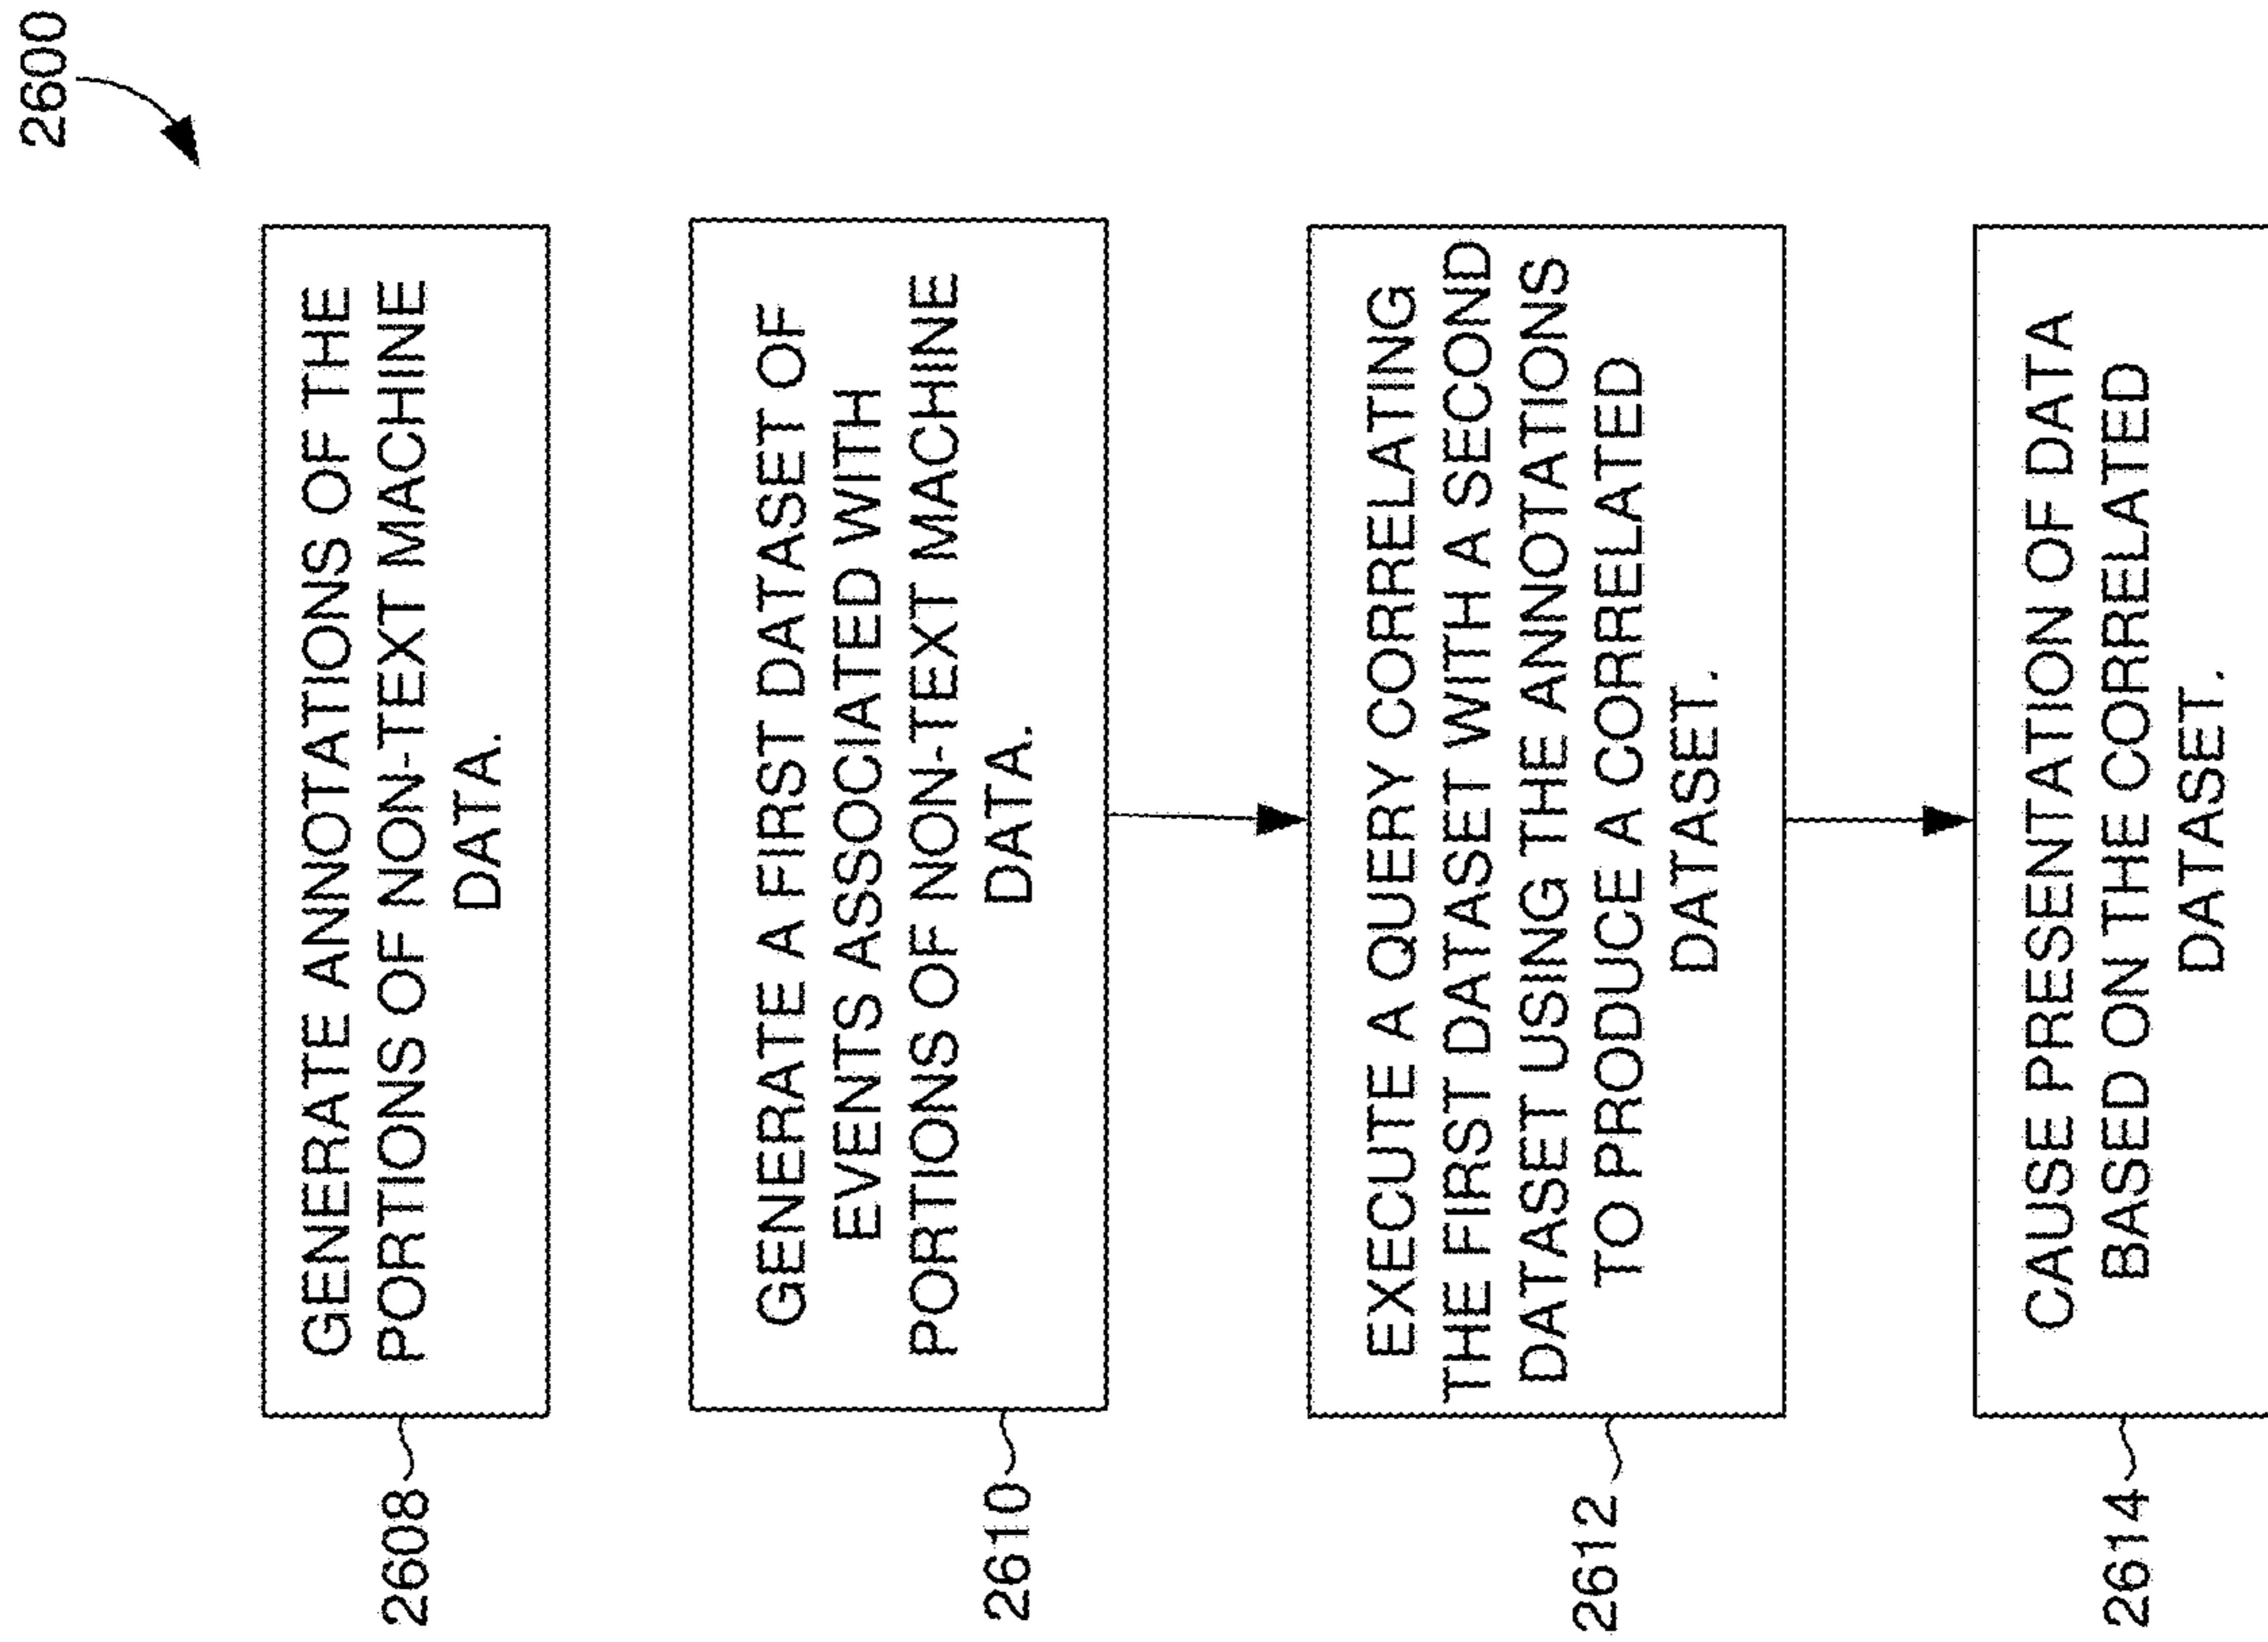 2600
GENERATE ANNOTATIONS OF THE
PORTIONS OF NON-TEXT MACHINE
DATA.
2608
GENERATE A FIRST DATASET OF
EVENTS ASSOCIATED WITH
PORTIONS OF NON-TEXT MACHINE
DATA.
2610
EXECUTE A QUERY CORRELATING
THE FIRST DATASET WITH A SECOND
DATASET USING THE ANNOTATIONS
TO PRODUCE A CORRELATED
DATASET.
2612
CAUSE PRESENTATION OF DATA
BASED ON THE CORRELATED
DATASET.
2614